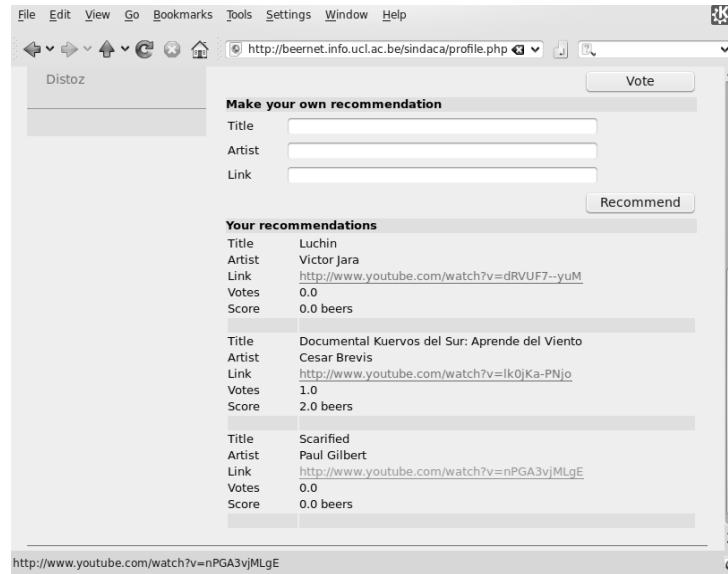 File Edit View Go Bookmarks Tools Settings Window Help
http://beernet.info.ucl.ac.be/sindaca/profile.php
Distoz
Vote
Make your own recommendation
Title
Artist
Link
Recommend
Your recommendations
Title Luchin
Artist Victor Jara
Link http://www.youtube.com/watch?v=dRVUF7--yuM
Votes 0.0
Score 0.0 beers
Title Documental Kuervos del Sur: Aprende del Viento
Artist Cesar Brevis
Link http://www.youtube.com/watch?v=lk0jKa-PNjo
Votes 1.0
Score 2.0 beers
Title Scarified
Artist Paul Gilbert
Link http://www.youtube.com/watch?v=nPGA3vjMLgE
Votes 0.0
Score 0.0 beers
http://www.youtube.com/watch?v=nPGA3vjMLgE